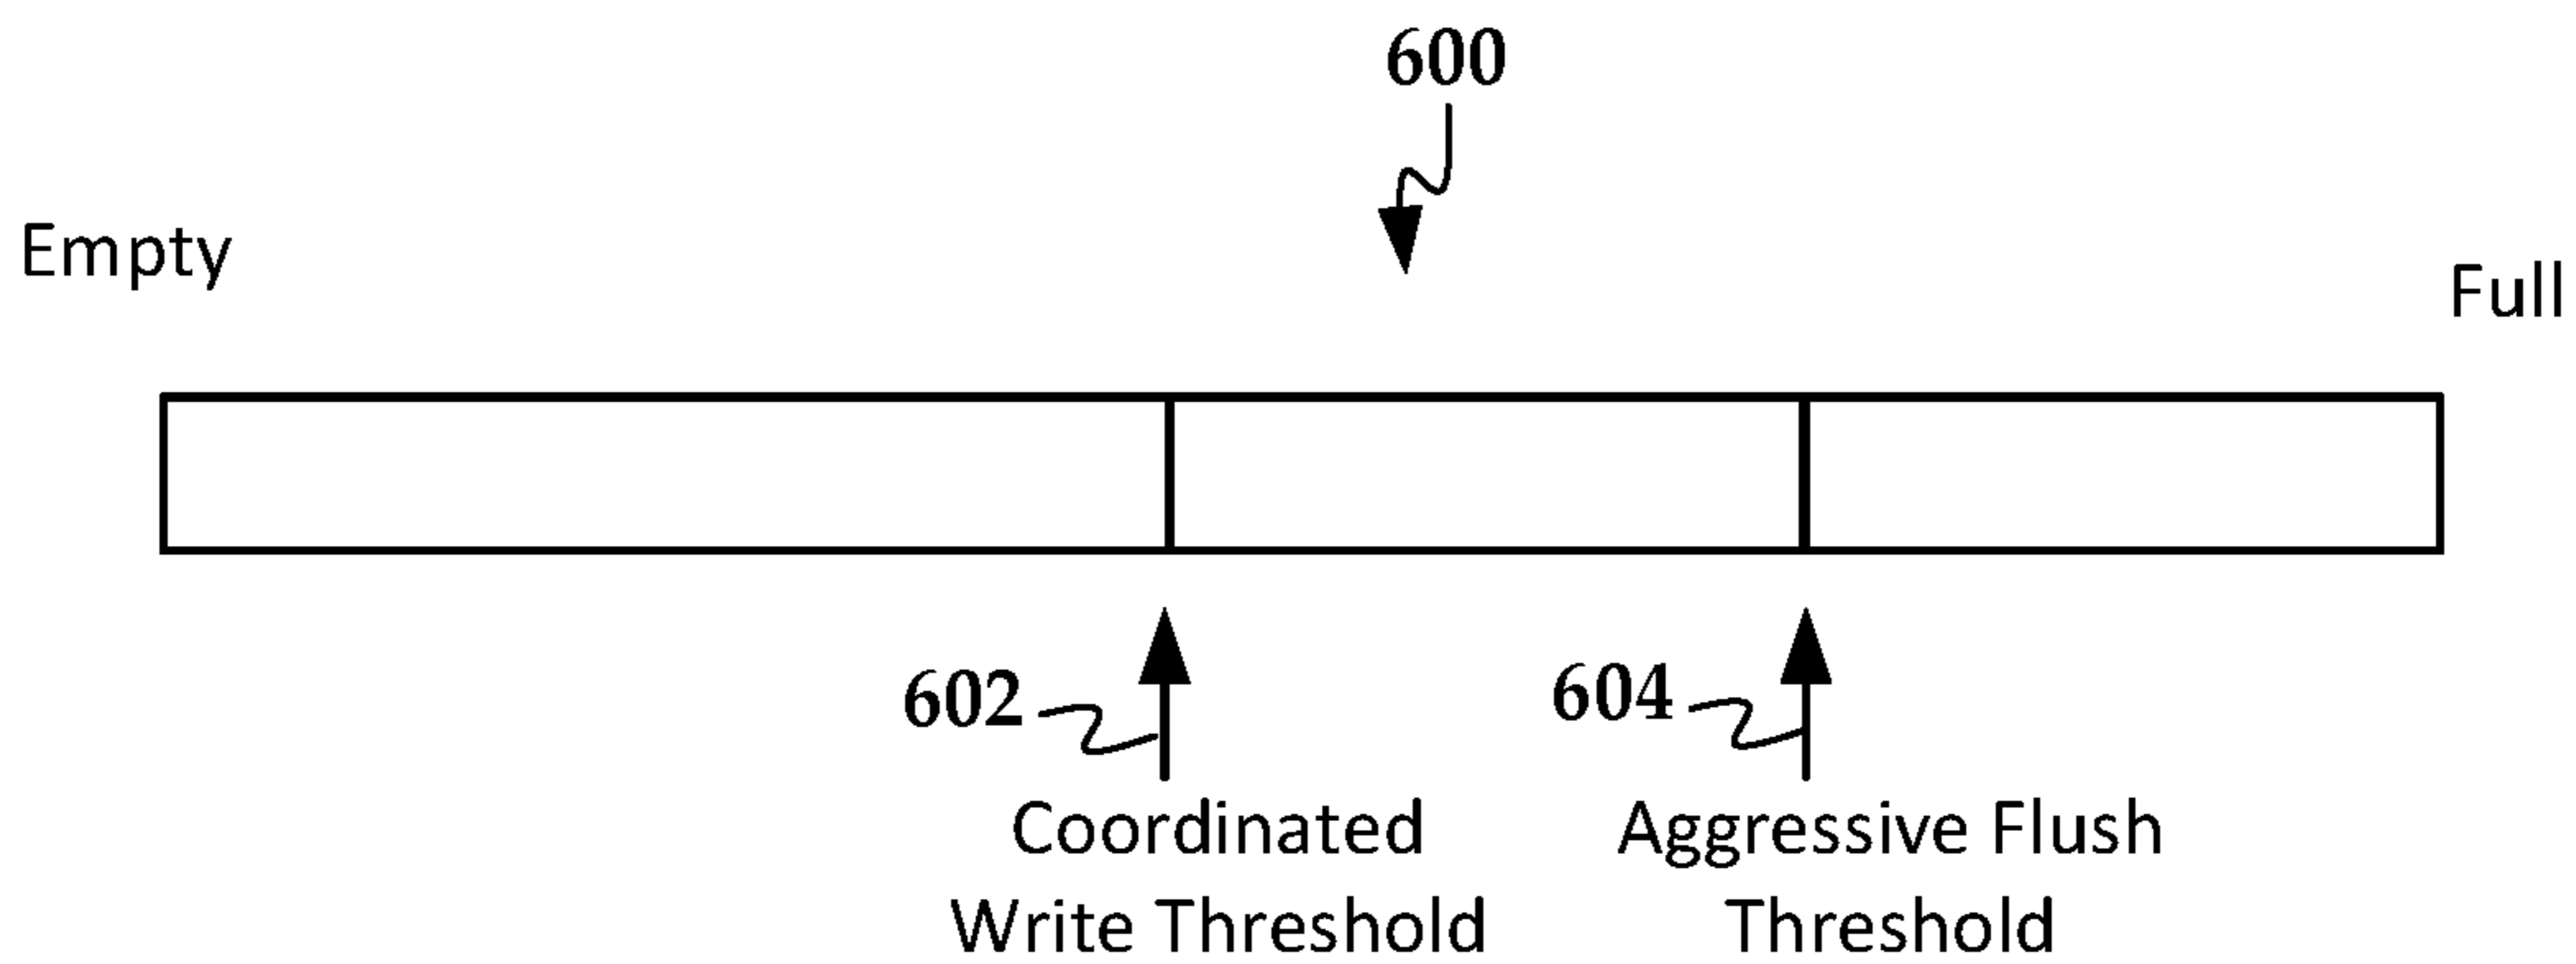 600
Empty
Full
602
604
Coordinated
Write Threshold
Aggressive Flush
Threshold